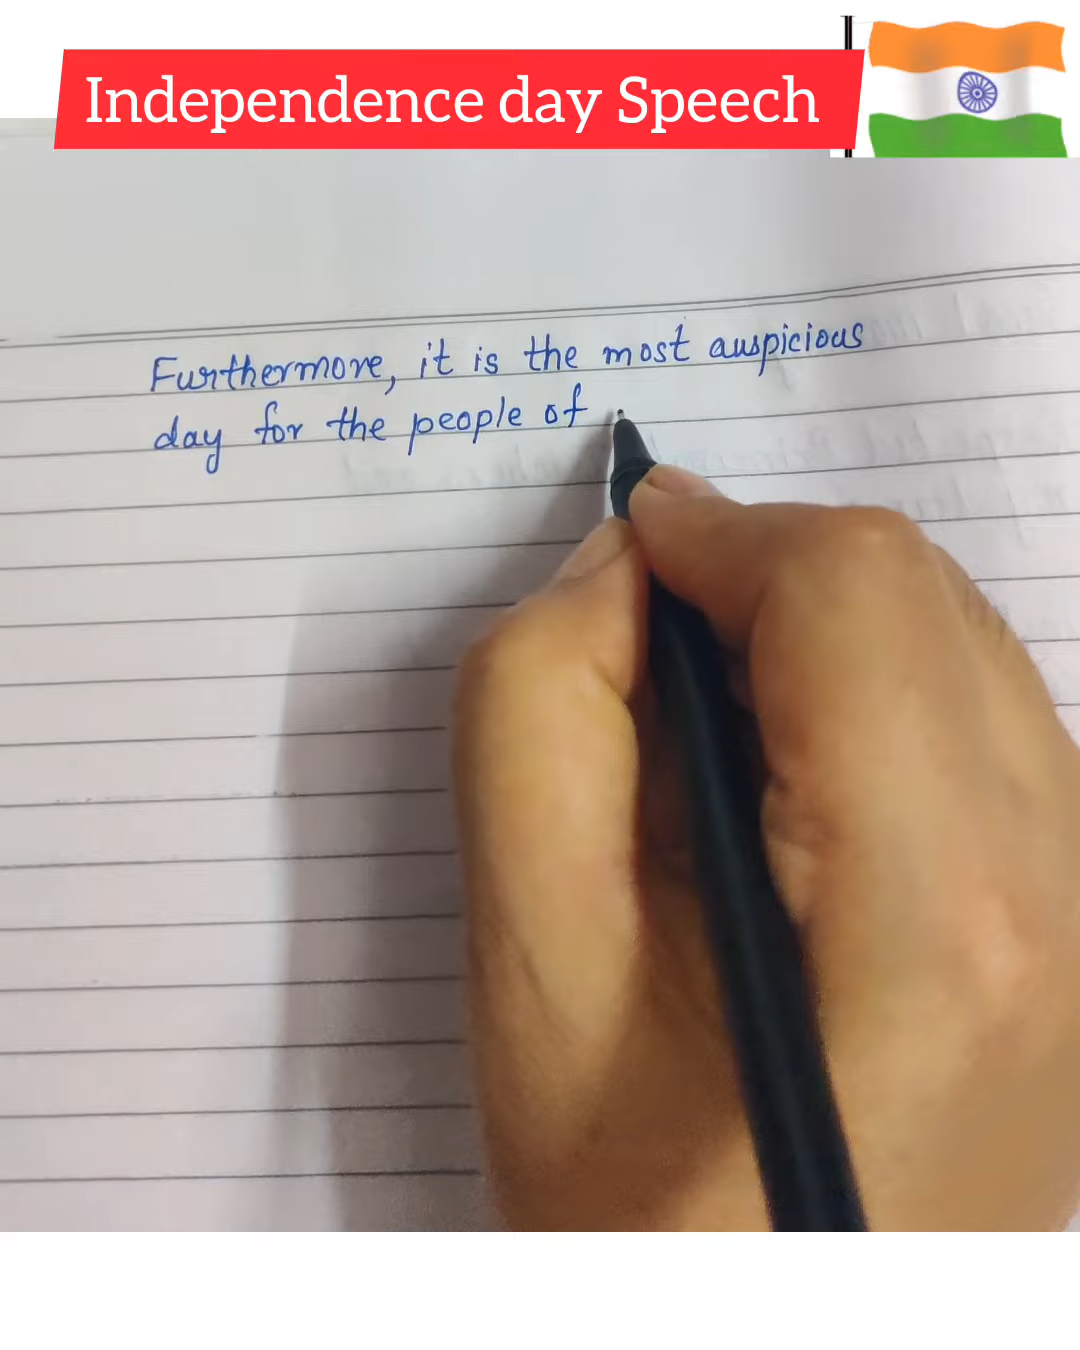 Independence day Speech
Furthermore, it is the most auspicious
day for the people of